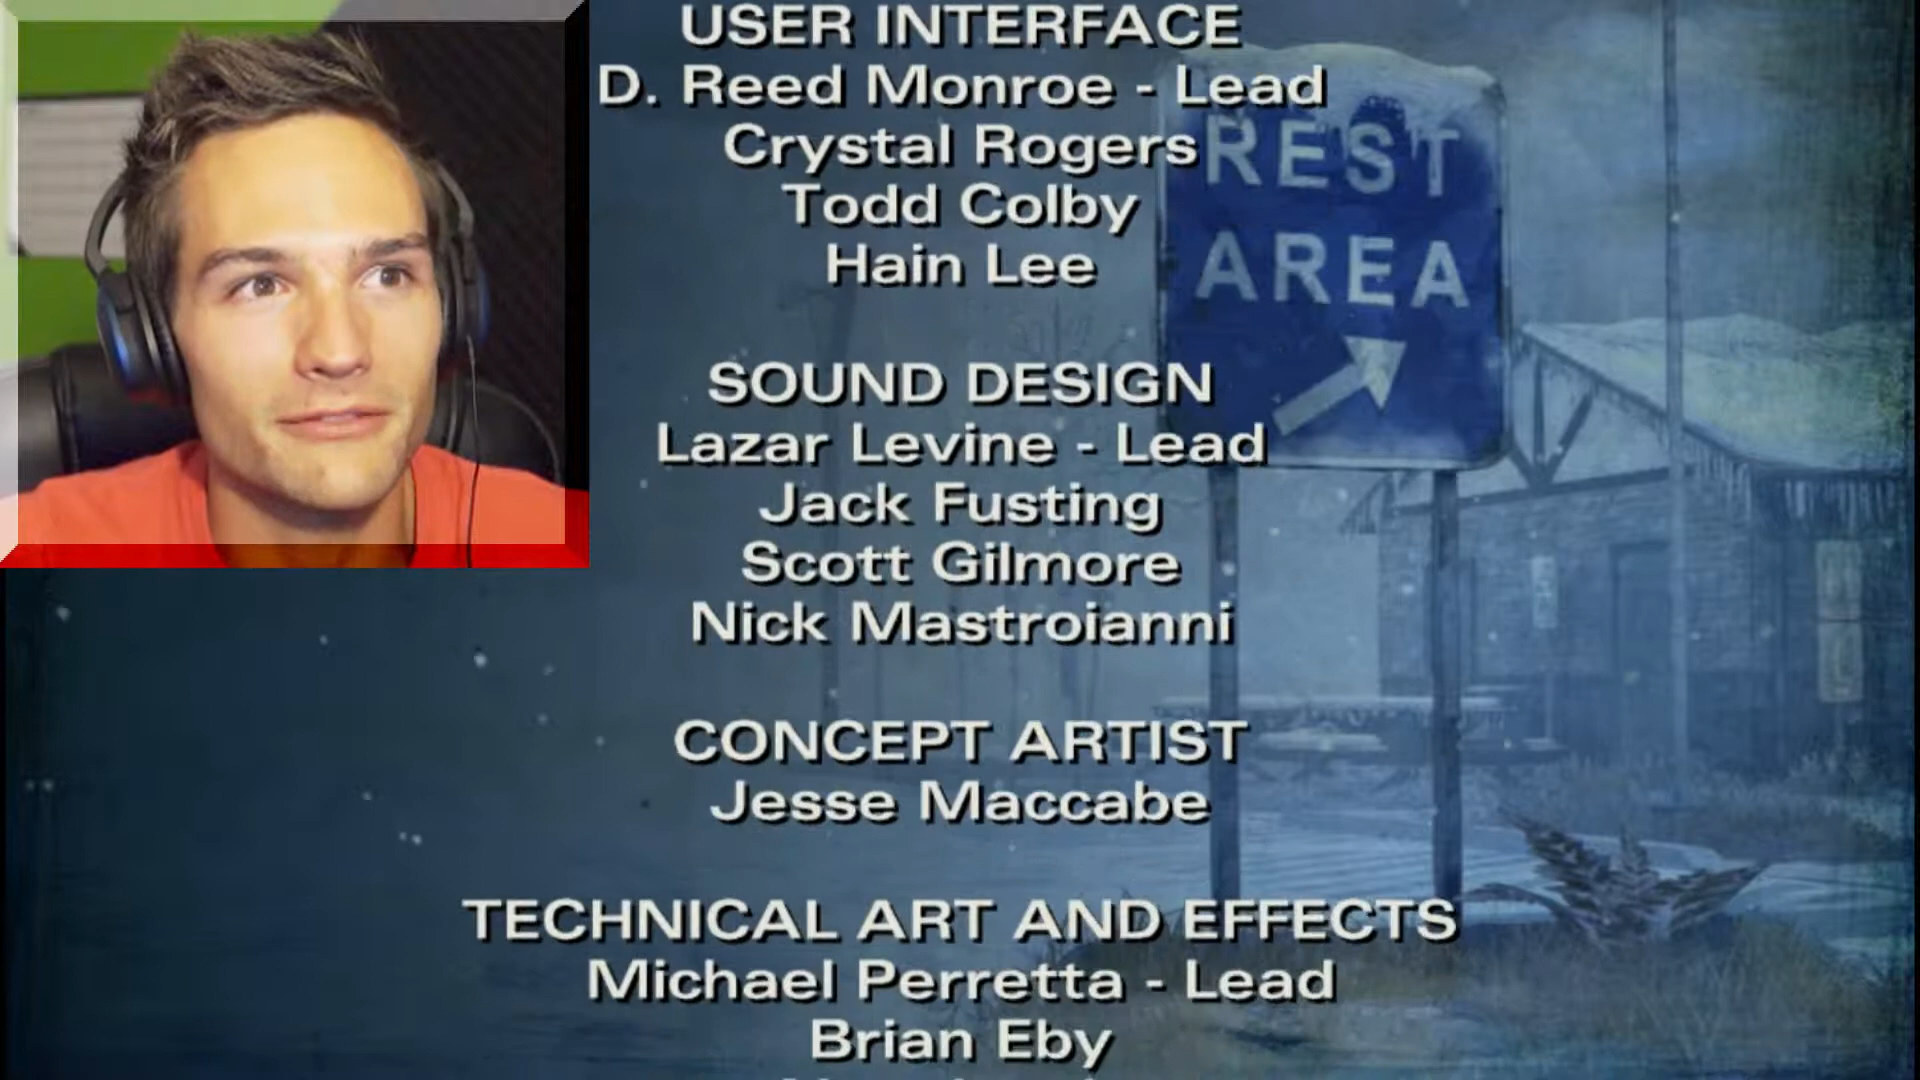 USER INTERFACE
D. Reed Monroe - Lead
Crystal Rogers
Todd Colby
Hain Lee
REST
AREA
SOUND DESIGN
Lazar Levine - Lead
Jack Fusting
Scott Gilmore
Nick Mastroianni
CONCEPT ARTIST
Jesse Maccabe
TECHNICAL ART AND EFFECTS
Michael Perretta - Lead
Brian Eby